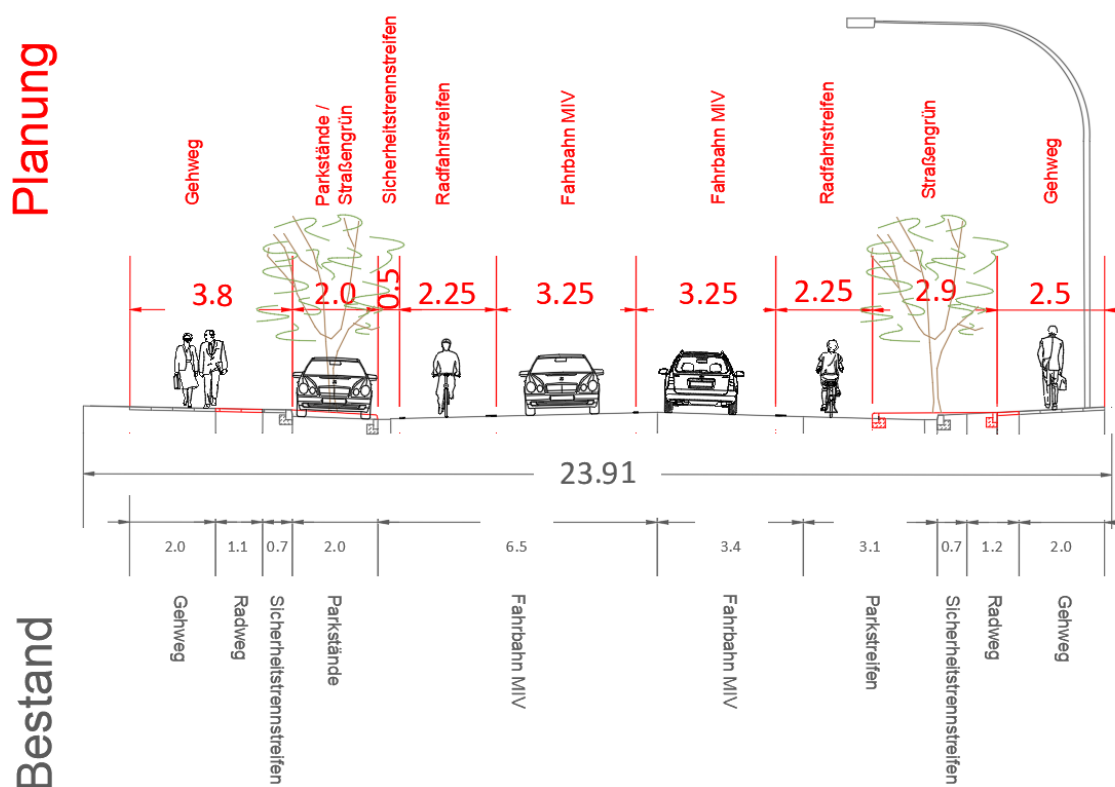 Planung
Gehweg
Parkstände /
Straßengrün
Sicherheitstrennstreifen
Radfahrstreifen
Fahrbahn MIV
Fahrbahn MIV
Radfahrstreifen
Straßengrün
Gehweg
3.8
2.0
0.5
2.25
3.25
3.25
2.25
2.9
2.5
23.91
2.0
1.1
0.7
2.0
6.5
3.4
3.1
0.7
1.2
2.0
Bestand
Gehweg
Radweg
Sicherheitstrennstreifen
Parkstände
Fahrbahn MIV
Fahrbahn MIV
Parkstreifen
Sicherheitstrennstreifen
Radweg
Gehweg